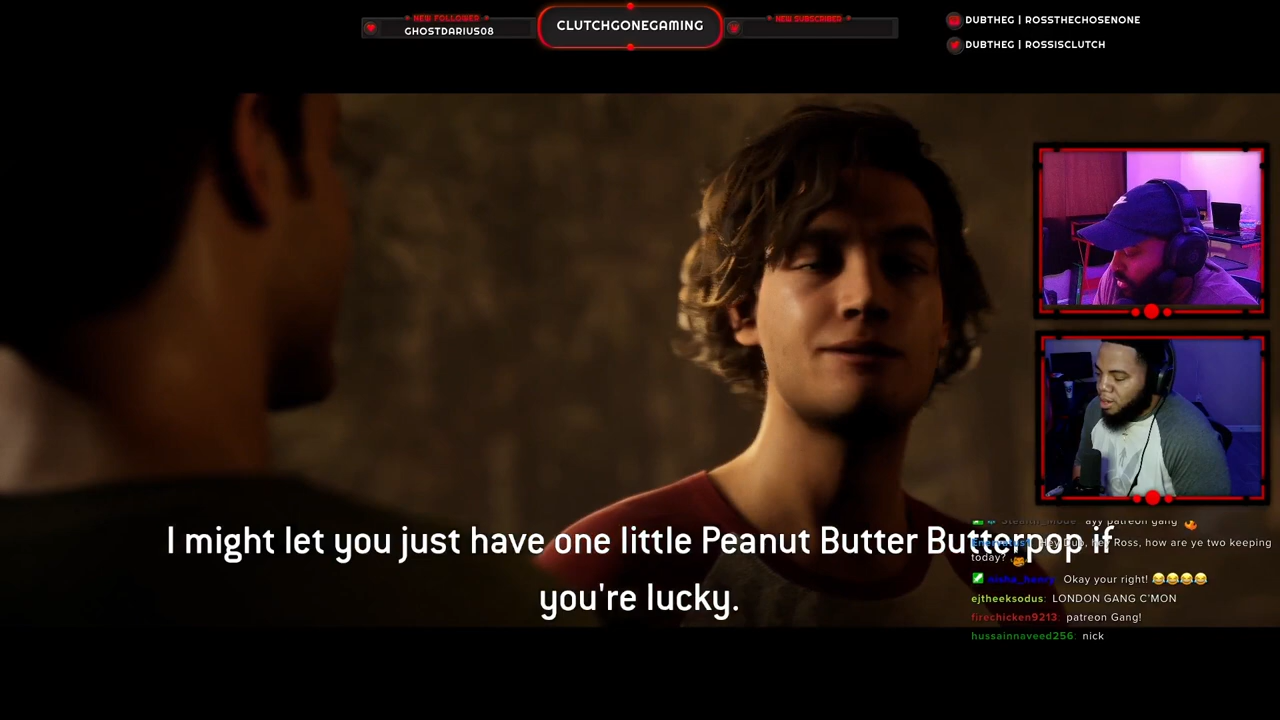 NEW FOLLOWER
GHOSTDARIUS08
CLUTCHGONEGAMING
NEW SUBSCRIBER
DUBTHEG | ROSSTHECHOSENONE
DUBTHEG | ROSSISCLUTCH
I might let you just have one little Peanut Butter Butterpop if
you're lucky.
Stealth_Mode ayy patreon gang
Hey Dub, hey Ross, how are ye two keeping
today?
Okay your right! 😂😂😂😂
ejtheeksodus: LONDON GANG C'MON
firechicken9213: patreon Gang!
hussainnaveed256: nick